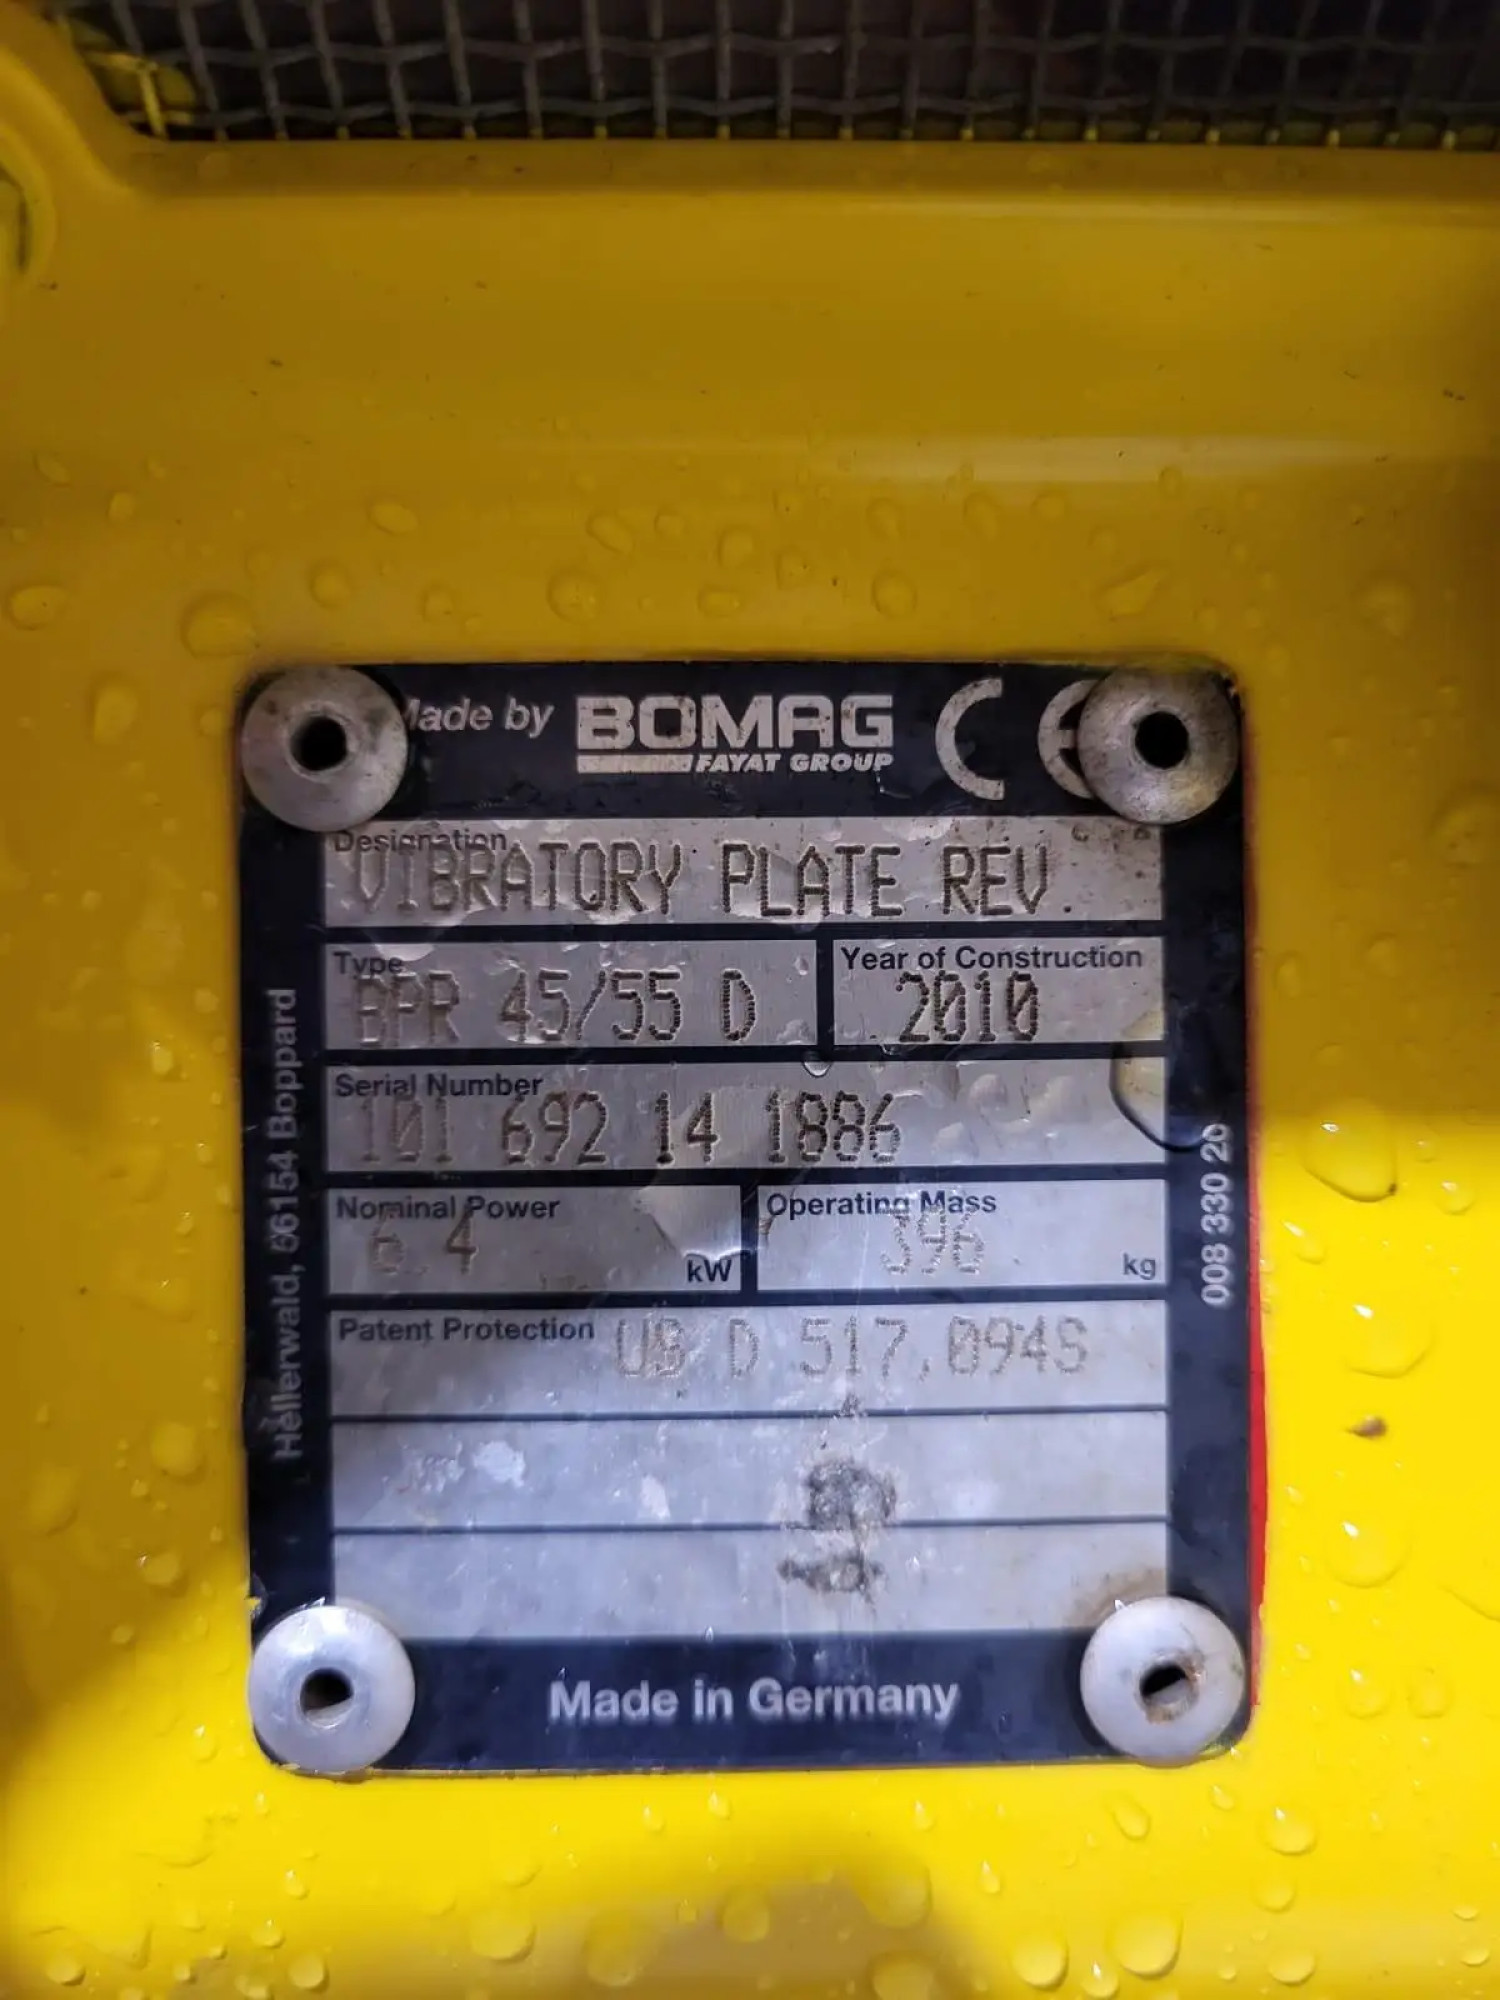 Made by BOMAG CE
FAYAT GROUP
Designation
VIBRATORY PLATE REV.
Type
BPR 45/55 D
Year of Construction
2010
Serial Number
101 692 14 1886
Nominal Power
6.4 kW
Operating Mass
396 kg
Patent Protection US D 517,094S
Made in Germany
Hellerwald, 56154 Boppard
008 330 26